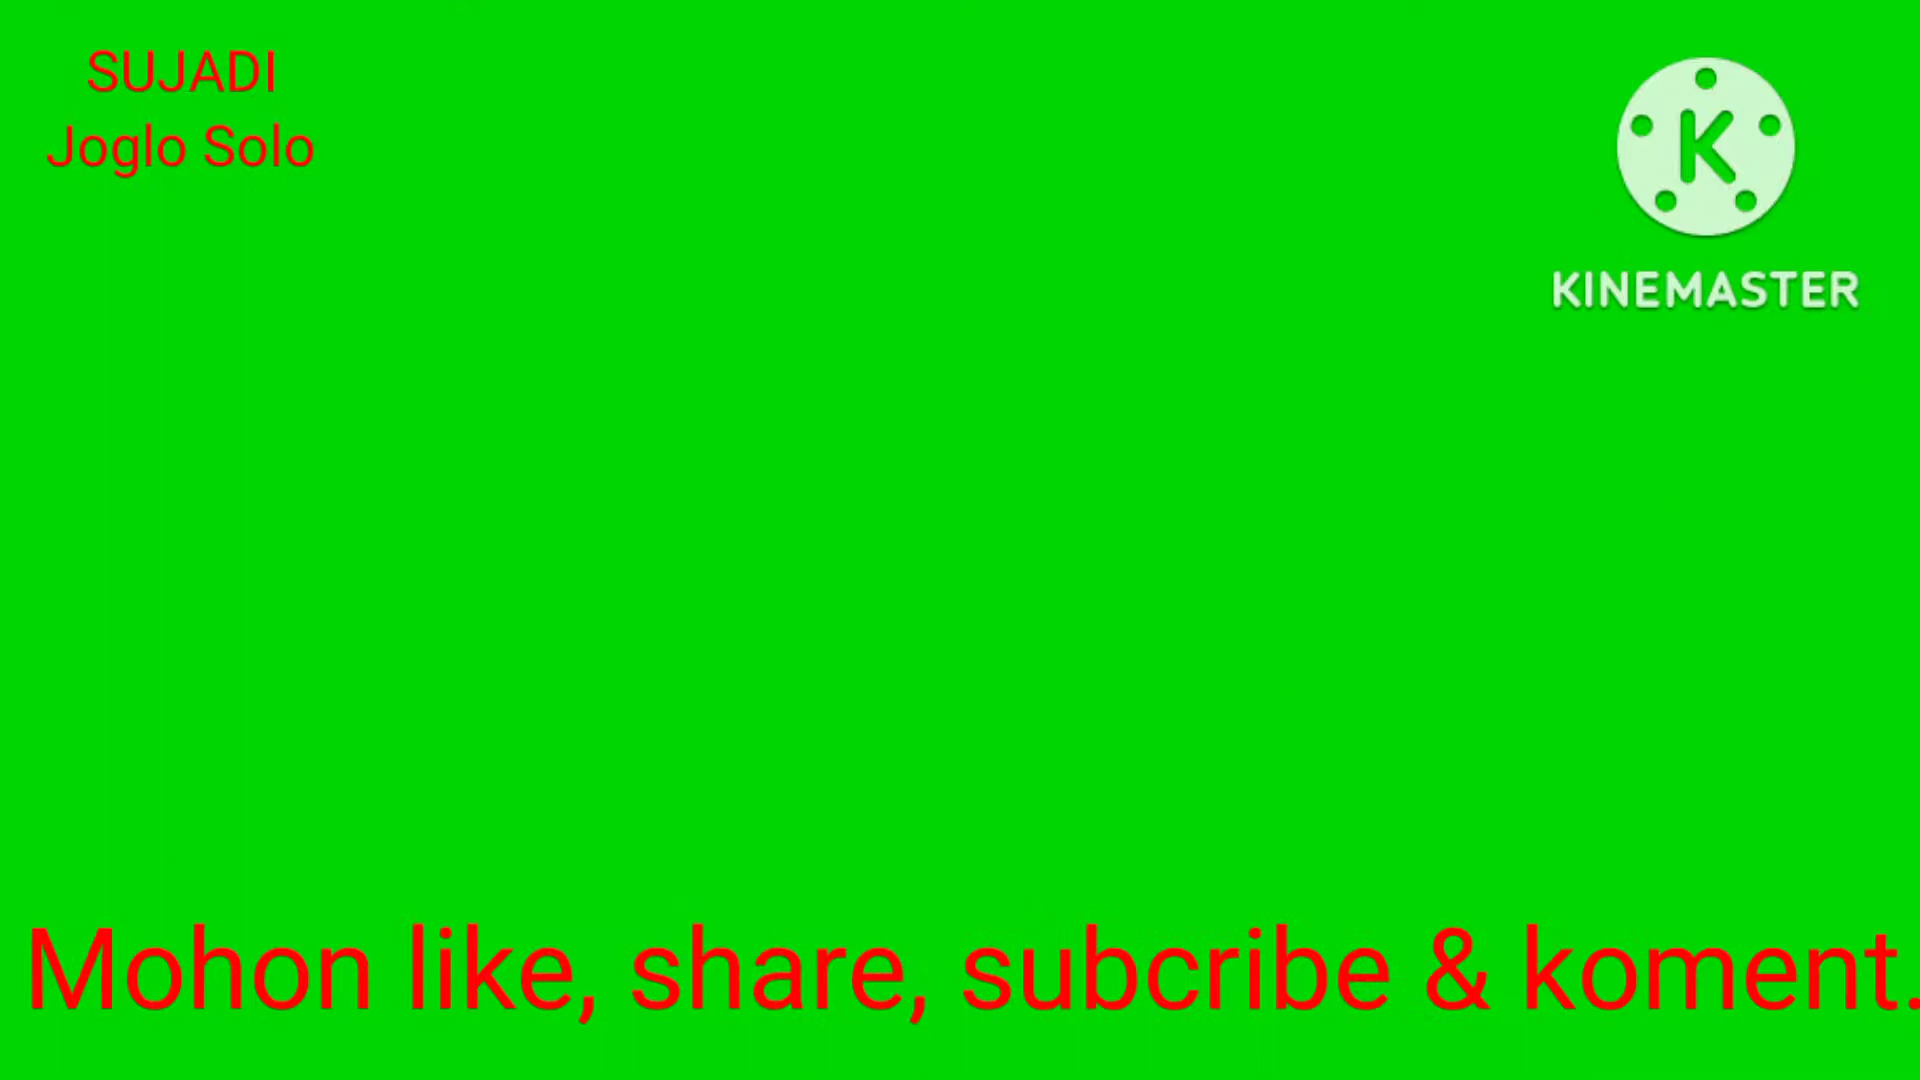 SUJADI
Joglo Solo
K
KINEMASTER
Mohon like, share, subcribe & koment.